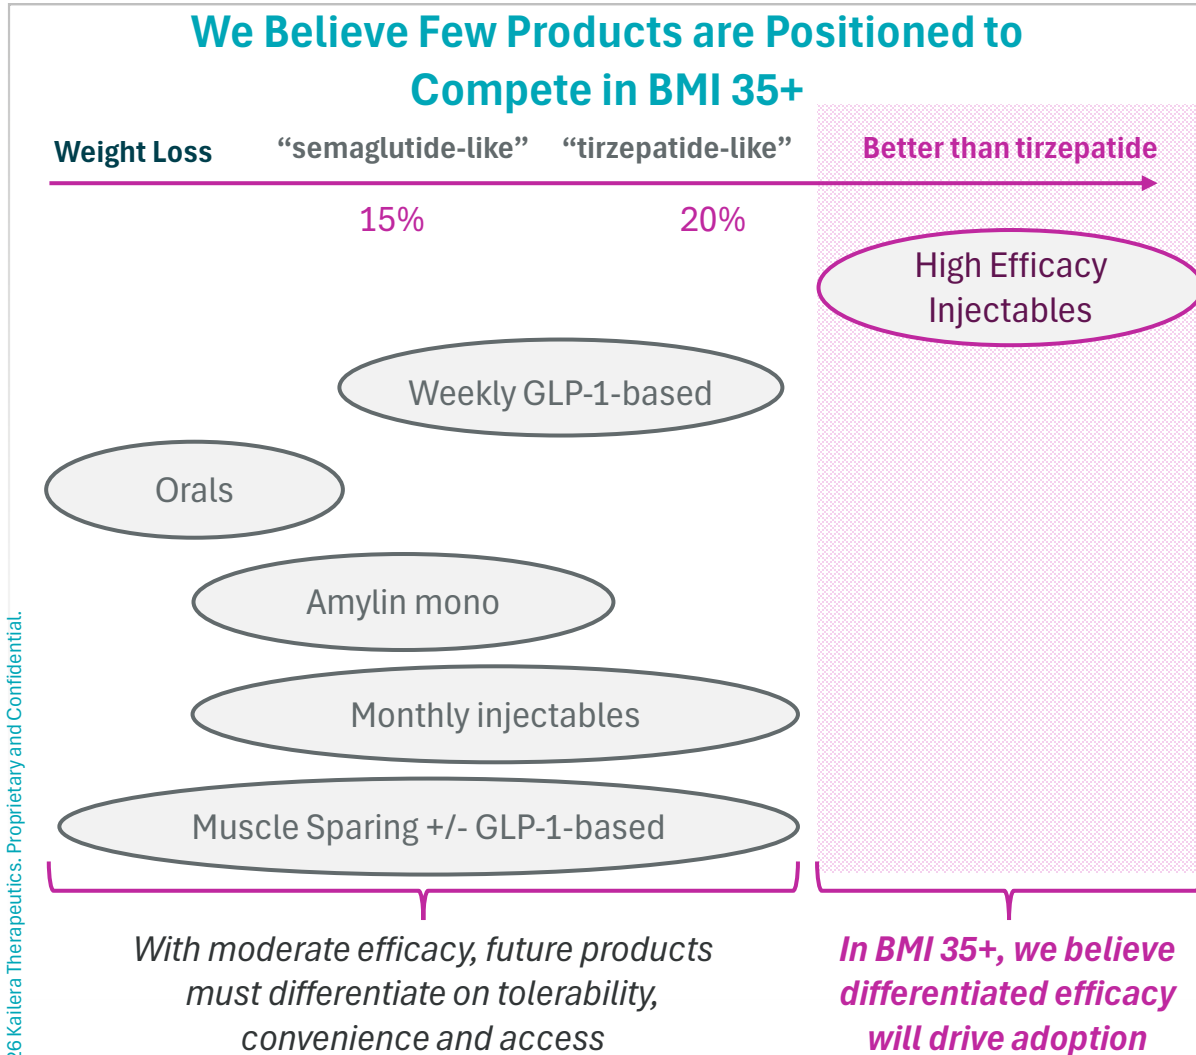 We Believe Few Products are Positioned to
Compete in BMI 35+
Weight Loss
“semaglutide-like”
“tirzepatide-like”
Better than tirzepatide
15%
20%
High Efficacy
Injectables
Weekly GLP-1-based
Orals
Amylin mono
Monthly injectables
Muscle Sparing +/- GLP-1-based
With moderate efficacy, future products
must differentiate on tolerability,
convenience and access
In BMI 35+, we believe
differentiated efficacy
will drive adoption
26 Kailera Therapeutics. Proprietary and Confidential.